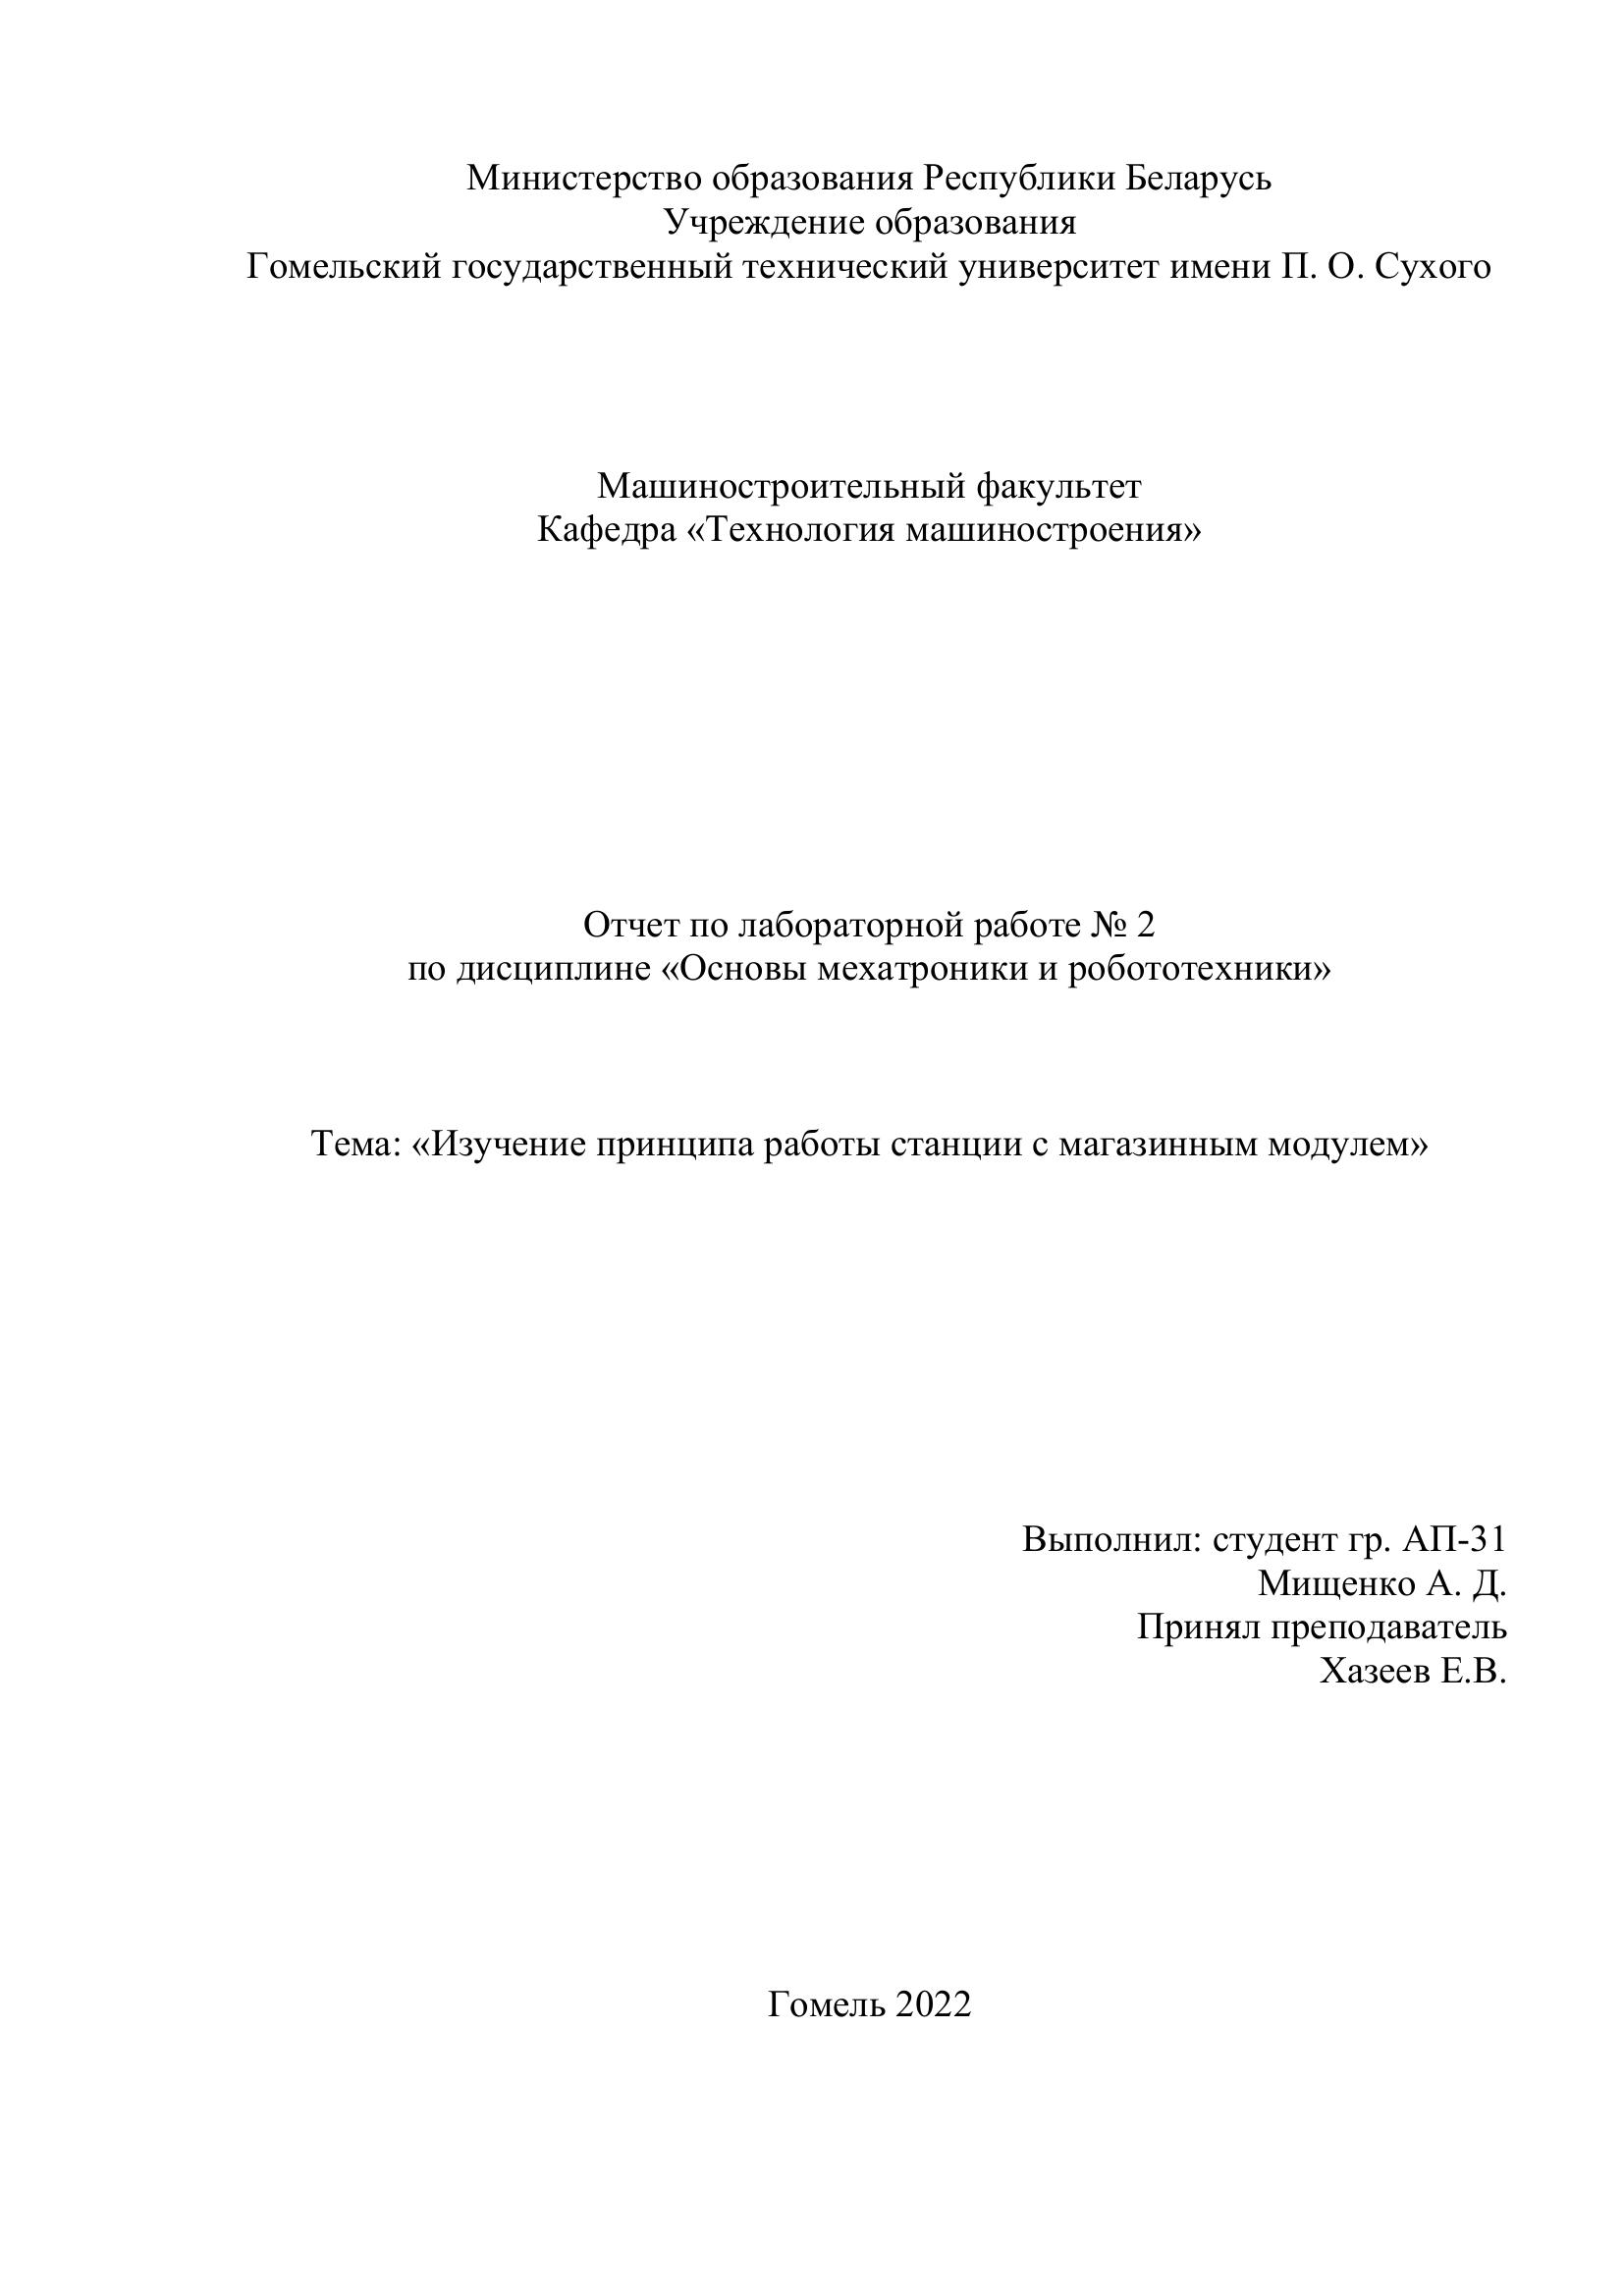 Министерство образования Республики Беларусь
Учреждение образования
Гомельский государственный технический университет имени П. О. Сухого
Машиностроительный факультет
Кафедра «Технология машиностроения»
Отчет по лабораторной работе № 2
по дисциплине «Основы мехатроники и робототехники»
Тема: «Изучение принципа работы станции с магазинным модулем»
Выполнил: студент гр. АП-31
Мищенко А. Д.
Принял преподаватель
Хазеев Е.В.
Гомель 2022